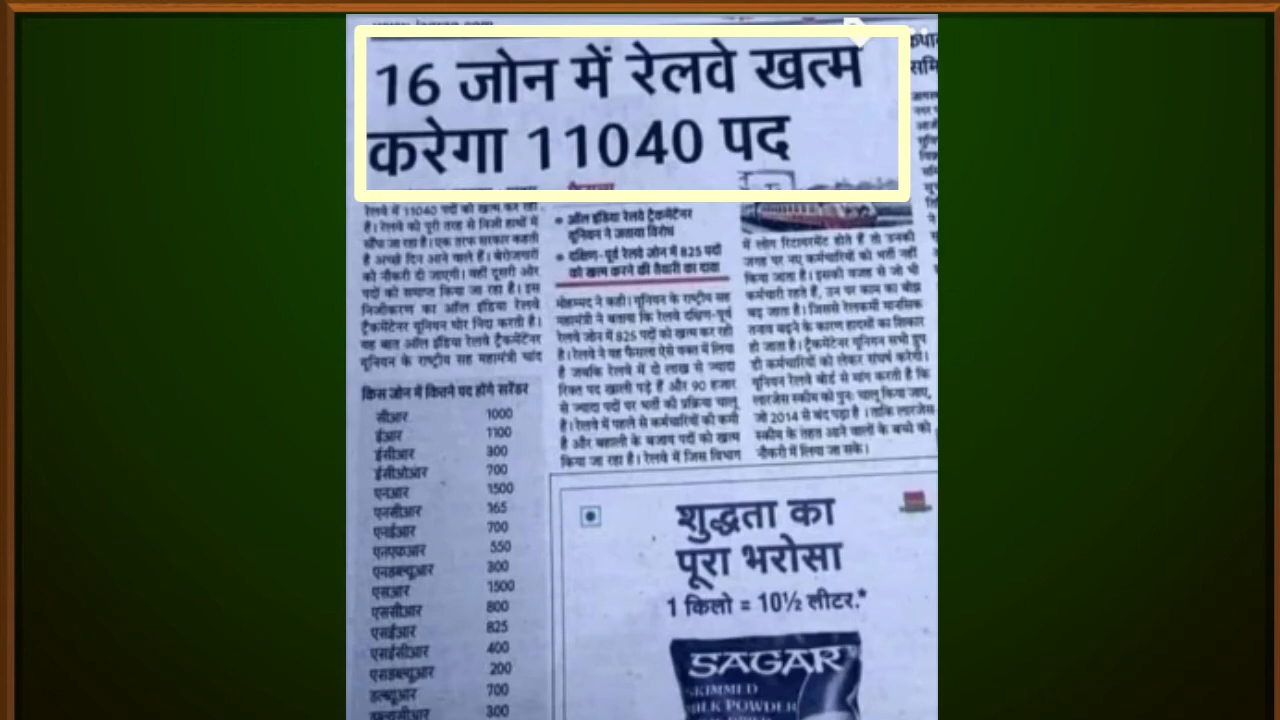 www.jagran.com
16 जोन में रेलवे खत्म
करेगा 11040 पद
रेलवे में 11040 पदों को खत्म कर रहा
है। रेलवे को पूरी तरह से निजी हाथों में
सौंपा जा रहा है। एक तरफ सरकार कहती
है अच्छे दिन आने वाले हैं। बेरोजगारों
को नौकरी दी जाएगी। वहीं दूसरी ओर
पदों को समाप्त किया जा रहा है। इस
निजीकरण का ऑल इंडिया रेलवे
ट्रैकमेंटेनर यूनियन घोर निंदा करती है।
यह बात ऑल इंडिया रेलवे ट्रैकमेंटेनर
यूनियन के राष्ट्रीय सह महामंत्री चांद
किस जोन में कितने पद होंगे सरेंडर
सीआर 1000
ईआर 1100
ईसीआर 300
ईसीओआर 700
एनआर 1500
एनसीआर 165
एनईआर 700
एनएफआर 550
एनडब्ल्यूआर 300
एसआर 1500
एससीआर 800
एसईआर 825
एसईसीआर 400
एसडब्ल्यूआर 200
डब्ल्यूआर 700
डब्ल्यूसीआर 300
ऑल इंडिया रेलवे ट्रैकमेंटेनर
यूनियन ने जताया विरोध
दक्षिण-पूर्व रेलवे जोन में 825 पदों
को खत्म करने की तैयारी का दावा
मोहम्मद ने कही। यूनियन के राष्ट्रीय सह
महामंत्री ने बताया कि रेलवे दक्षिण-पूर्व
रेलवे जोन में 825 पदों को खत्म कर रही
है। रेलवे ने यह फैसला ऐसे वक्त में लिया
है जबकि रेलवे में दो लाख से ज्यादा
रिक्त पद खाली पड़े हैं और 90 हजार
से ज्यादा पदों पर भर्ती की प्रक्रिया चालू
है। रेलवे में पहले से कर्मचारियों की कमी
है और बहाली के बजाय पदों को खत्म
किया जा रहा है। रेलवे में जिस विभाग
में लोग रिटायरमेंट होते हैं तो उनकी
जगह पर नए कर्मचारियों की भर्ती नहीं
किया जाता है। इसकी वजह से जो भी
कर्मचारी रहते हैं, उन पर काम का बोझ
बढ़ जाता है। जिससे रेलकर्मी मानसिक
तनाव बढ़ने के कारण हादसों का शिकार
हो जाता है। ट्रैकमेंटेनर यूनियन सभी ग्रुप
डी कर्मचारियों को लेकर संघर्ष करेगी।
यूनियन रेलवे बोर्ड से मांग करती है कि
लारजेस स्कीम को पुनः चालू किया जाए,
जो 2014 से बंद पड़ा है। ताकि लारजेस
स्कीम के तहत आने वालों के बच्चे को
नौकरी में लिया जा सके।
शुद्धता का
पूरा भरोसा
1 किलो = 10½ लीटर.*
SAGAR
SKIMMED
MILK POWDER